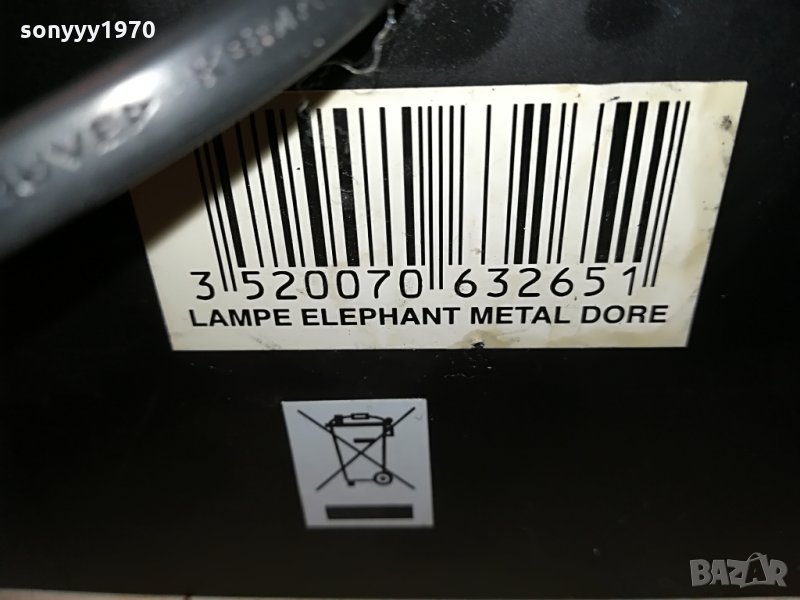 sonyyy1970
3 520070 632651
LAMPE ELEPHANT METAL DORE
BAZAR